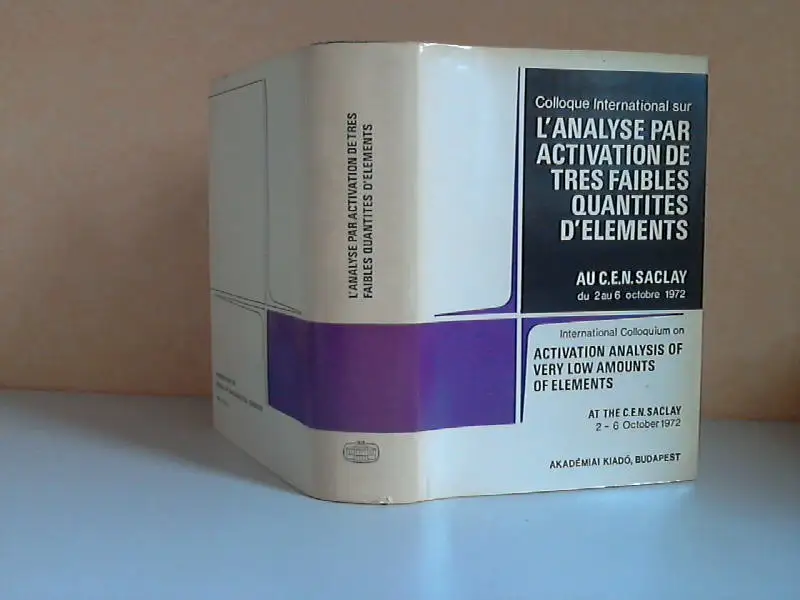 L'ANALYSE PAR ACTIVATION DE TRES
FAIBLES QUANTITES D'ELEMENTS
Colloque International sur
L'ANALYSE PAR
ACTIVATION DE
TRES FAIBLES
QUANTITES
D'ELEMENTS
AU C.E.N. SACLAY
du 2 au 6 octobre 1972
International Colloquium on
ACTIVATION ANALYSIS OF
VERY LOW AMOUNTS
OF ELEMENTS
AT THE C.E.N. SACLAY
2 - 6 October 1972
AKADÉMIAI KIADÓ, BUDAPEST